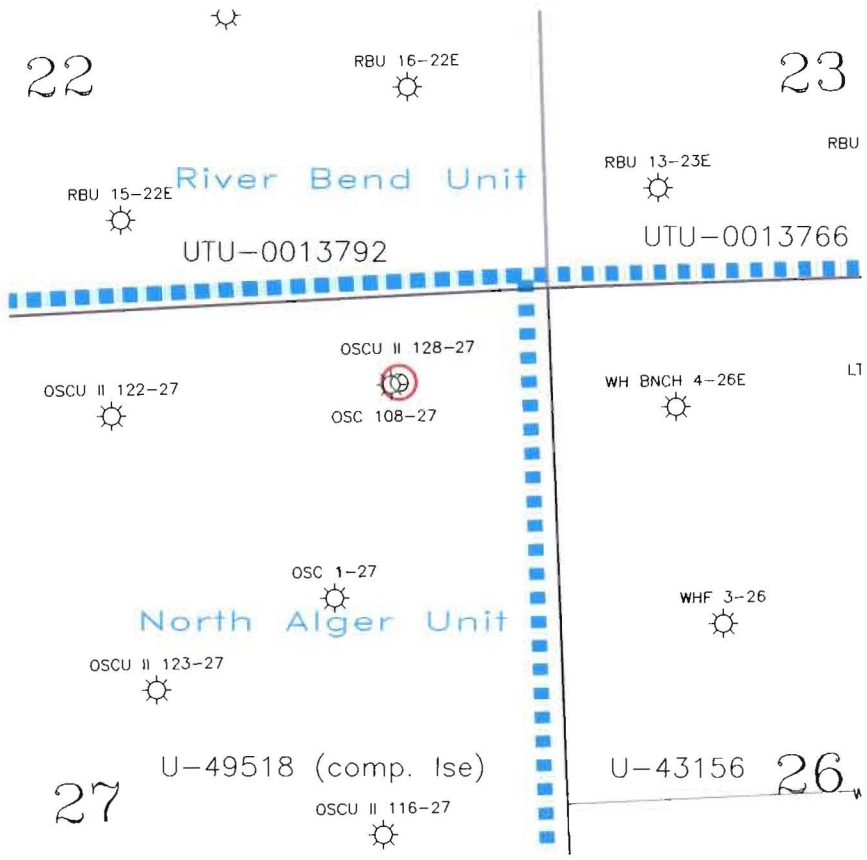 22
RBU 16-22E
23
RBU
RBU 13-23E
RBU 15-22E
River Bend Unit
UTU-0013792
UTU-0013766
OSCU II 128-27
OSCU II 122-27
WH BNCH 4-26E
OSC 108-27
OSC 1-27
WHF 3-26
North Alger Unit
OSCU II 123-27
U-49518 (comp. lse)
U-43156
26
27
OSCU II 116-27